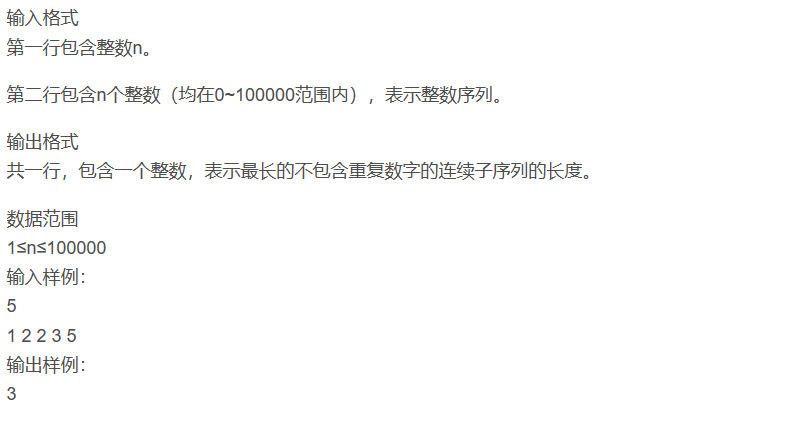 输入格式
第一行包含整数n。
第二行包含n个整数（均在0~100000范围内），表示整数序列。
输出格式
共一行，包含一个整数，表示最长的不包含重复数字的连续子序列的长度。
数据范围
1≤n≤100000
输入样例：
5
1 2 2 3 5
输出样例：
3